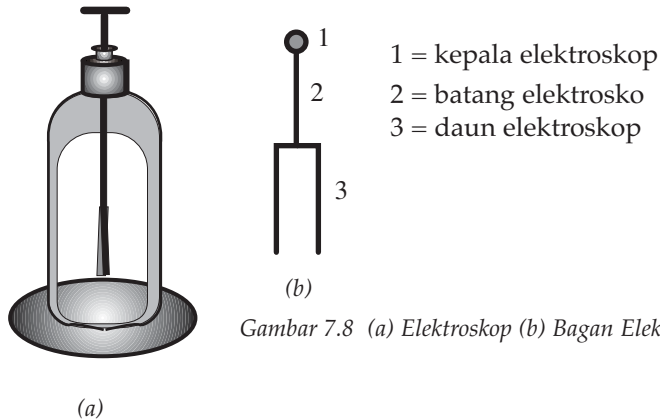 1
1 = kepala elektroskop
2
2 = batang elektrosko
3 = daun elektroskop
3
(b)
Gambar 7.8 (a) Elektroskop (b) Bagan Elek
(a)